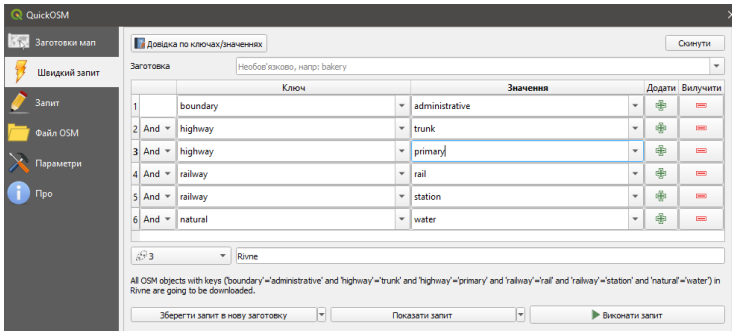 QuickOSM
Заготовки мап
Швидкий запит
Запит
Файл OSM
Параметри
Про
Довідка по ключах/значеннях
Скинути
Заготовка
Необов'язково, напр: bakery
Ключ Значення Додати Вилучити
1 boundary administrative
2 And highway trunk
3 And highway primary
4 And railway rail
5 And railway station
6 And natural water
З Rivne
All OSM objects with keys ('boundary'='administrative' and 'highway'='trunk' and 'highway'='primary' and 'railway'='rail' and 'railway'='station' and 'natural'='water') in
Rivne are going to be downloaded.
Зберегти запит в нову заготовку Показати запит Виконати запит